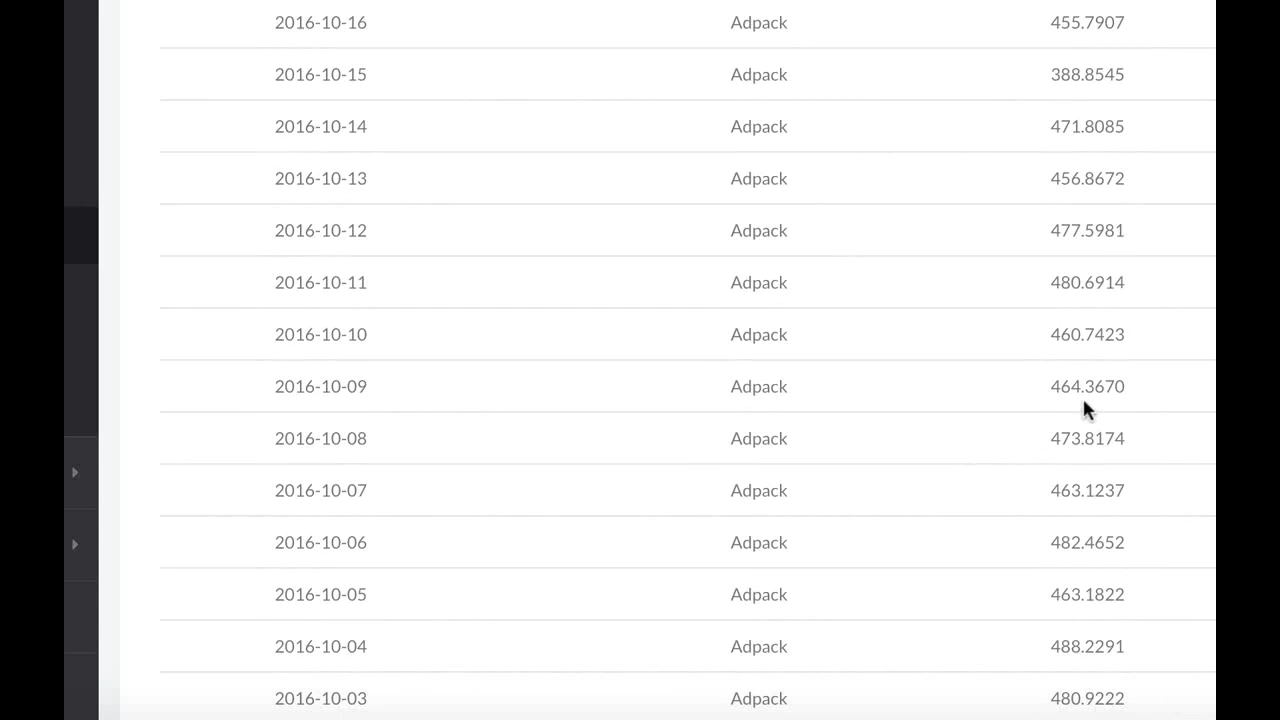 2016-10-16 Adpack 455.7907
2016-10-15 Adpack 388.8545
2016-10-14 Adpack 471.8085
2016-10-13 Adpack 456.8672
2016-10-12 Adpack 477.5981
2016-10-11 Adpack 480.6914
2016-10-10 Adpack 460.7423
2016-10-09 Adpack 464.3670
2016-10-08 Adpack 473.8174
2016-10-07 Adpack 463.1237
2016-10-06 Adpack 482.4652
2016-10-05 Adpack 463.1822
2016-10-04 Adpack 488.2291
2016-10-03 Adpack 480.9222